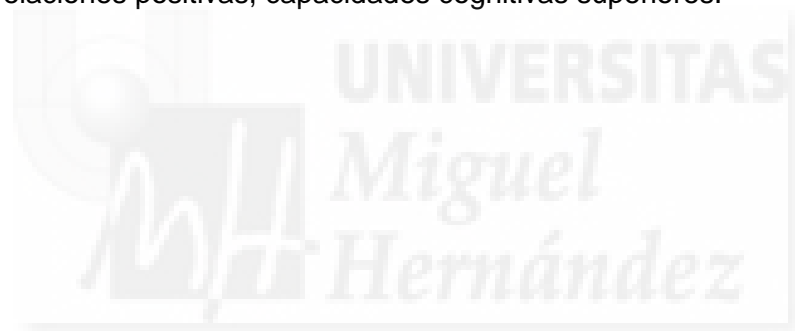 elaciones positivas, capacidades cognitivas superiores.
UNIVERSITAS
Miguel
Hernández